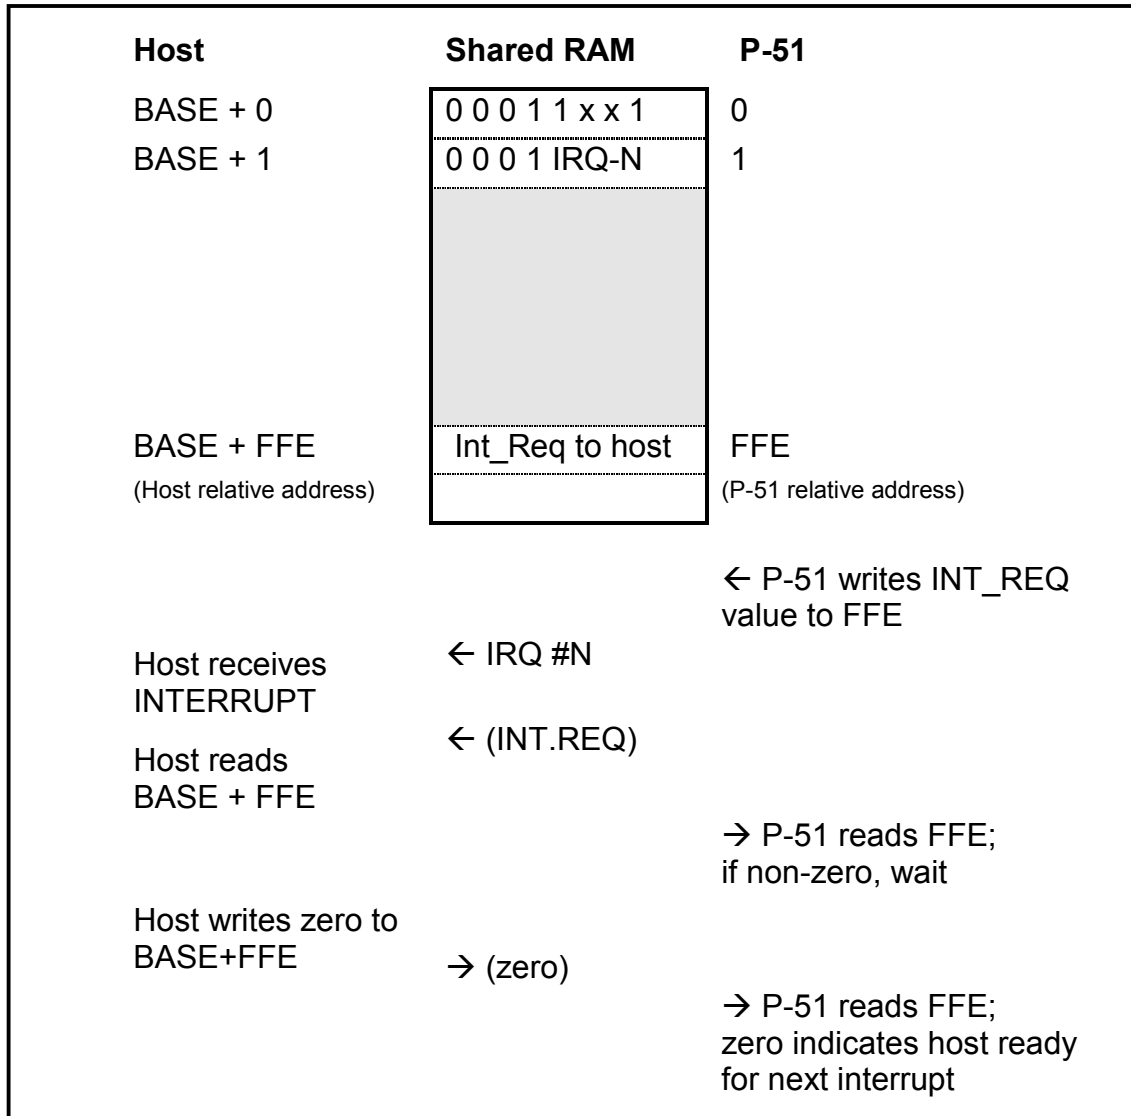 Host Shared RAM P-51
BASE + 0 0 0 0 1 1 x x 1 0
BASE + 1 0 0 0 1 IRQ-N 1
BASE + FFE Int_Req to host FFE
(Host relative address) (P-51 relative address)
← P-51 writes INT_REQ
value to FFE
← IRQ #N
Host receives
INTERRUPT
← (INT.REQ)
Host reads
BASE + FFE
→ P-51 reads FFE;
if non-zero, wait
Host writes zero to
BASE+FFE
→ (zero)
→ P-51 reads FFE;
zero indicates host ready
for next interrupt